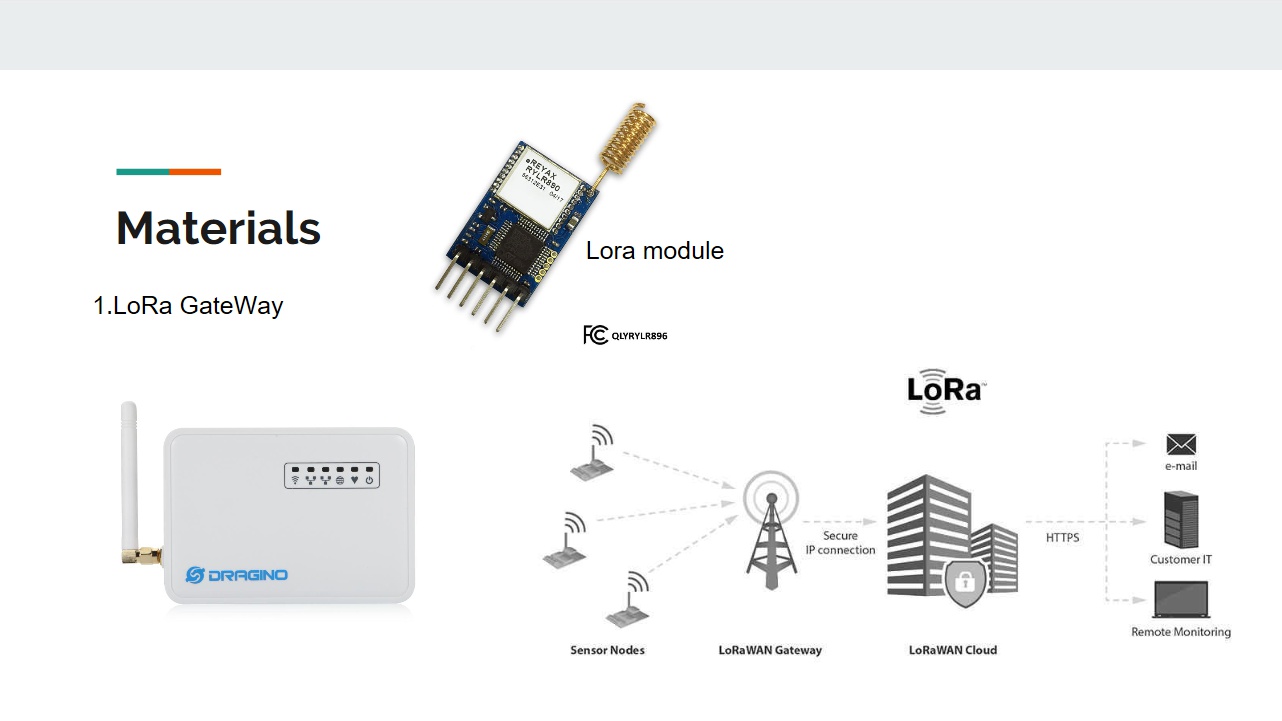 Materials
1.LoRa GateWay
REYAX
RYLR890
Lora module
FC QLYRYLR896
DRAGINO
LoRa™
e-mail
Secure
IP connection
HTTPS
Customer IT
Remote Monitoring
Sensor Nodes
LoRaWAN Gateway
LoRaWAN Cloud